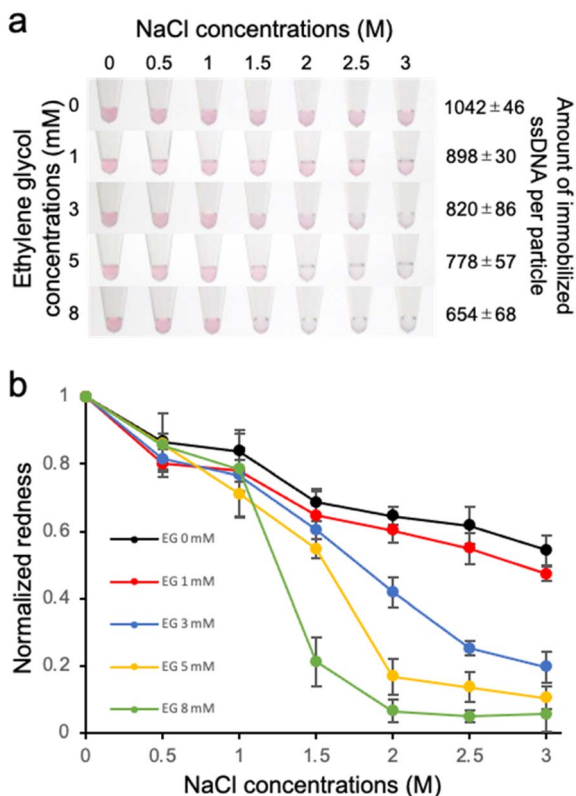 a
NaCl concentrations (M)
0 0.5 1 1.5 2 2.5 3
Ethylene glycol
concentrations (mM)
0
1
3
5
8
1042±46
898±30
820±86
778±57
654±68
Amount of immobilized
ssDNA per particle
b
Normalized redness
1
0.8
0.6
0.4
0.2
0
EG 0 mM
EG 1 mM
EG 3 mM
EG 5 mM
EG 8 mM
0 0.5 1 1.5 2 2.5 3
NaCl concentrations (M)